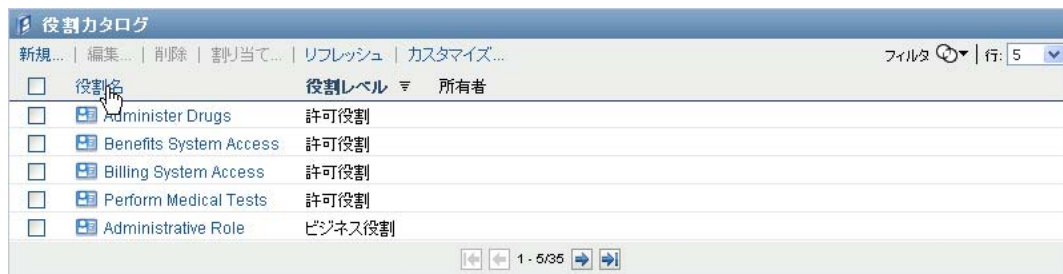 役割カタログ
新規... | 編集... | 削除 | 割り当て... | リフレッシュ | カスタマイズ... フィルタ | 行: 5
役割名 役割レベル 所有者
Administer Drugs 許可役割
Benefits System Access 許可役割
Billing System Access 許可役割
Perform Medical Tests 許可役割
Administrative Role ビジネス役割
1 - 5/35